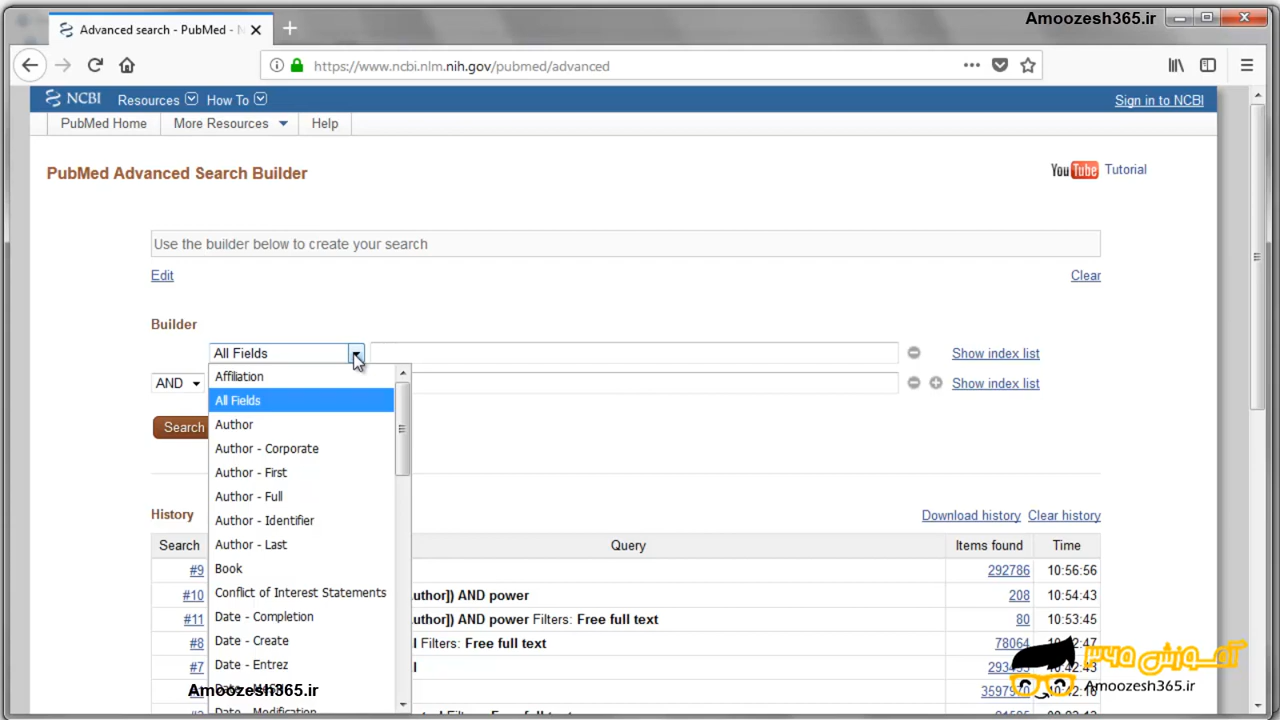 Advanced search - PubMed - N
Amoozesh365.ir
https://www.ncbi.nlm.nih.gov/pubmed/advanced
NCBI Resources How To Sign in to NCBI
PubMed Home More Resources Help
PubMed Advanced Search Builder
YouTube Tutorial
Use the builder below to create your search
Edit Clear
Builder
All Fields Show index list
AND Show index list
Search
Affiliation
All Fields
Author
Author - Corporate
Author - First
Author - Full
Author - Identifier
Author - Last
Book
Conflict of Interest Statements
Date - Completion
Date - Create
Date - Entrez
Date - Modification
History Download history Clear history
Search Query Items found Time
#9 292786 10:56:56
#10 uthor]) AND power 208 10:54:43
#11 uthor]) AND power Filters: Free full text 80 10:53:45
#8 l Filters: Free full text 78064
#7
Amoozesh365.ir
آموزش ۳۶۵
Amoozesh365.ir